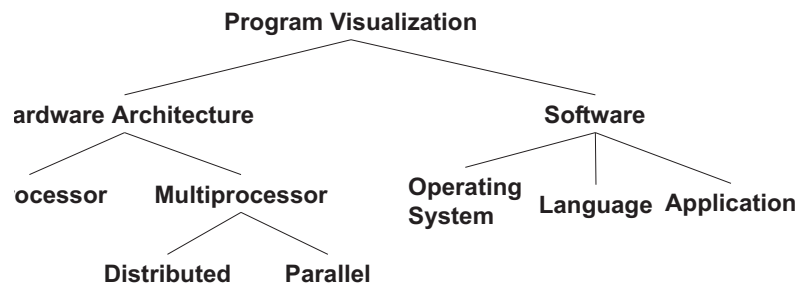 Program Visualization
ardware Architecture
Software
ocessor
Multiprocessor
Operating
System
Language
Application
Distributed
Parallel